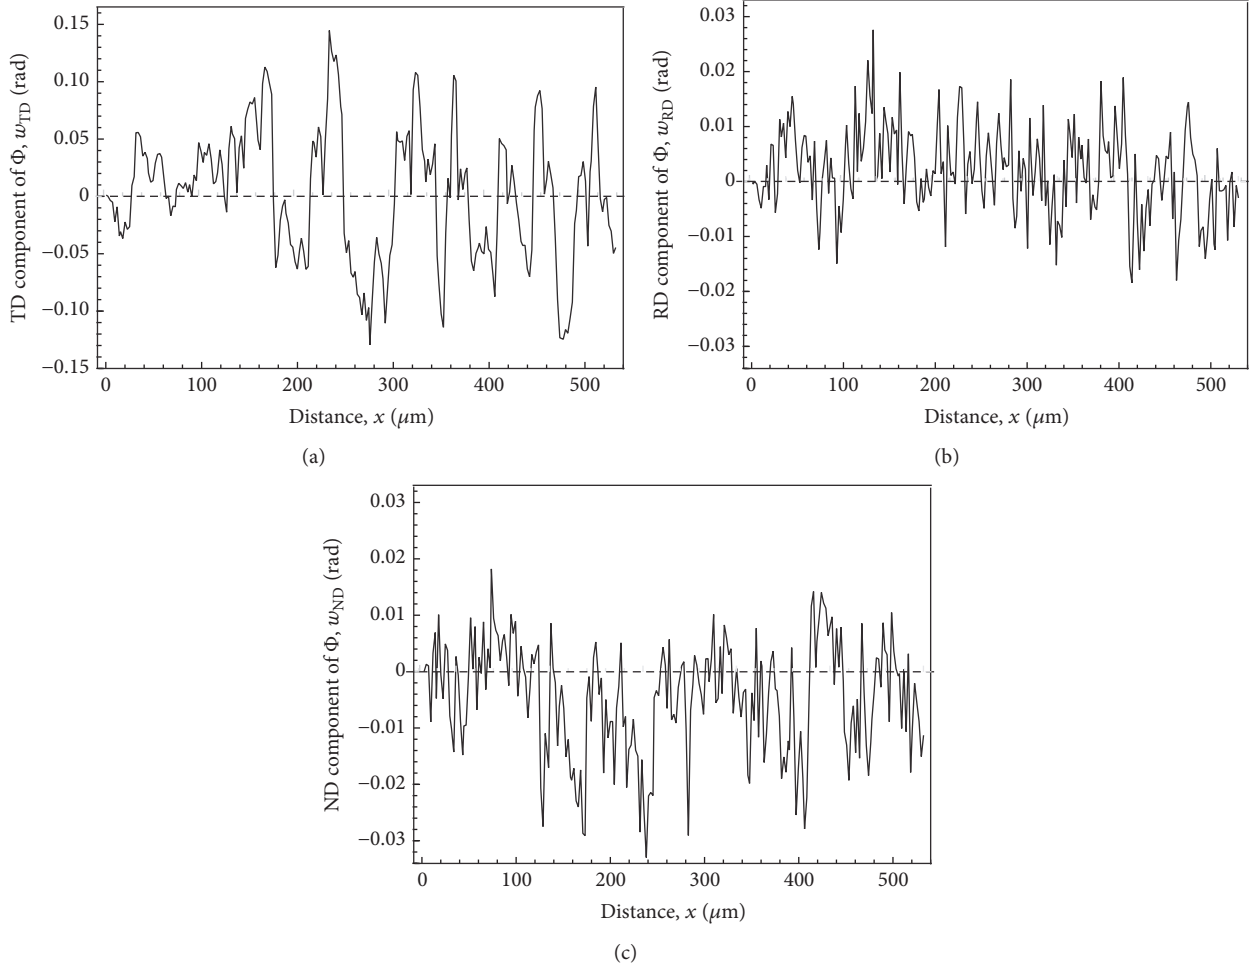 TD component of Φ, w_TD (rad)
0.15
0.10
0.05
0
−0.05
−0.10
−0.15
0 100 200 300 400 500
Distance, x (μm)
(a)
RD component of Φ, w_RD (rad)
0.03
0.02
0.01
0
−0.01
−0.02
−0.03
0 100 200 300 400 500
Distance, x (μm)
(b)
ND component of Φ, w_ND (rad)
0.03
0.02
0.01
0
−0.01
−0.02
−0.03
0 100 200 300 400 500
Distance, x (μm)
(c)